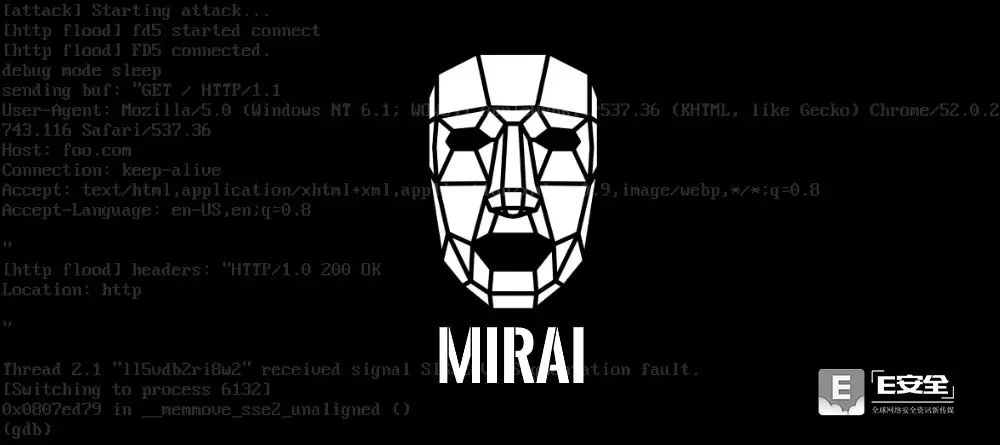 [attack] Starting attack...
[http flood] fd5 started connect
[http flood] FD5 connected.
debug mode sleep
sending buf: "GET / HTTP/1.1
User-Agent: Mozilla/5.0 (Windows NT 6.1; 537.36 (KHTML, like Gecko) Chrome/52.0.2
743.116 Safari/537.36
Host: foo.com
Connection: keep-alive
Accept: text/html,application/xhtml+xml,app 9,image/webp,*/*;q=0.8
Accept-Language: en-US,en;q=0.8
"
[http flood] headers: "HTTP/1.0 200 OK
Location: http
"
MIRAI
Thread 2.1 "ll5vdb2ri8w2" received signal fault.
[Switching to process 6132]
0x0807ed79 in __memmove_sse2_unaligned ()
(gdb)
E
E安全
全球网络安全资讯新传媒